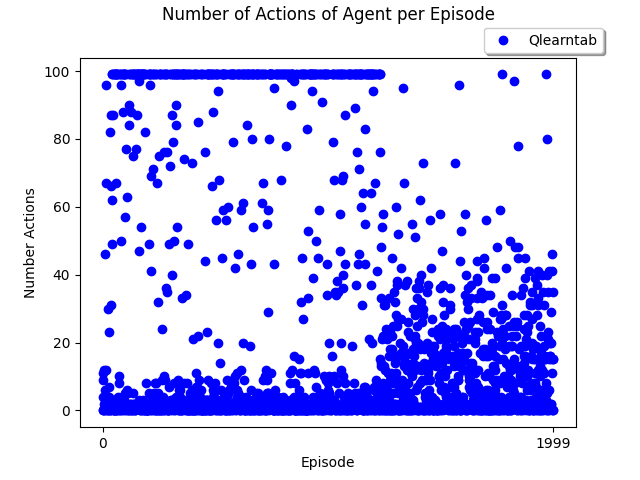 Number of Actions of Agent per Episode
Qlearntab
100
80
60
40
20
0
Number Actions
0
1999
Episode